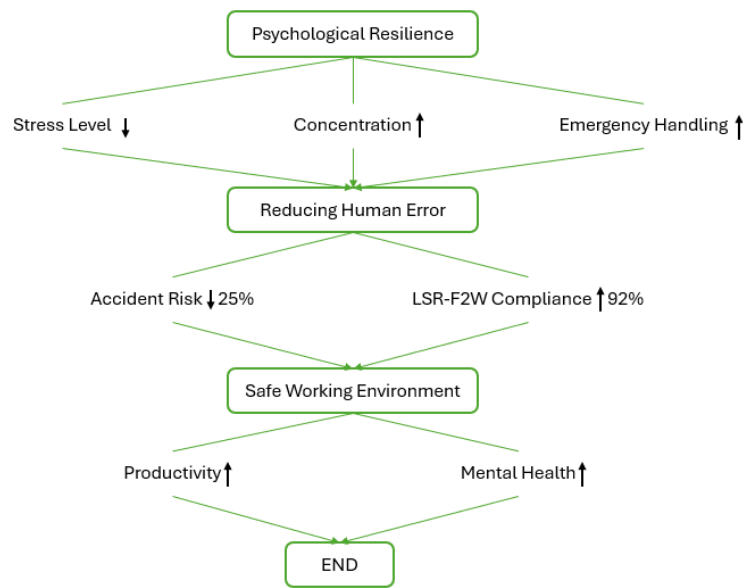 Psychological Resilience
Stress Level ↓
Concentration ↑
Emergency Handling ↑
Reducing Human Error
Accident Risk ↓ 25%
LSR-F2W Compliance ↑ 92%
Safe Working Environment
Productivity ↑
Mental Health ↑
END